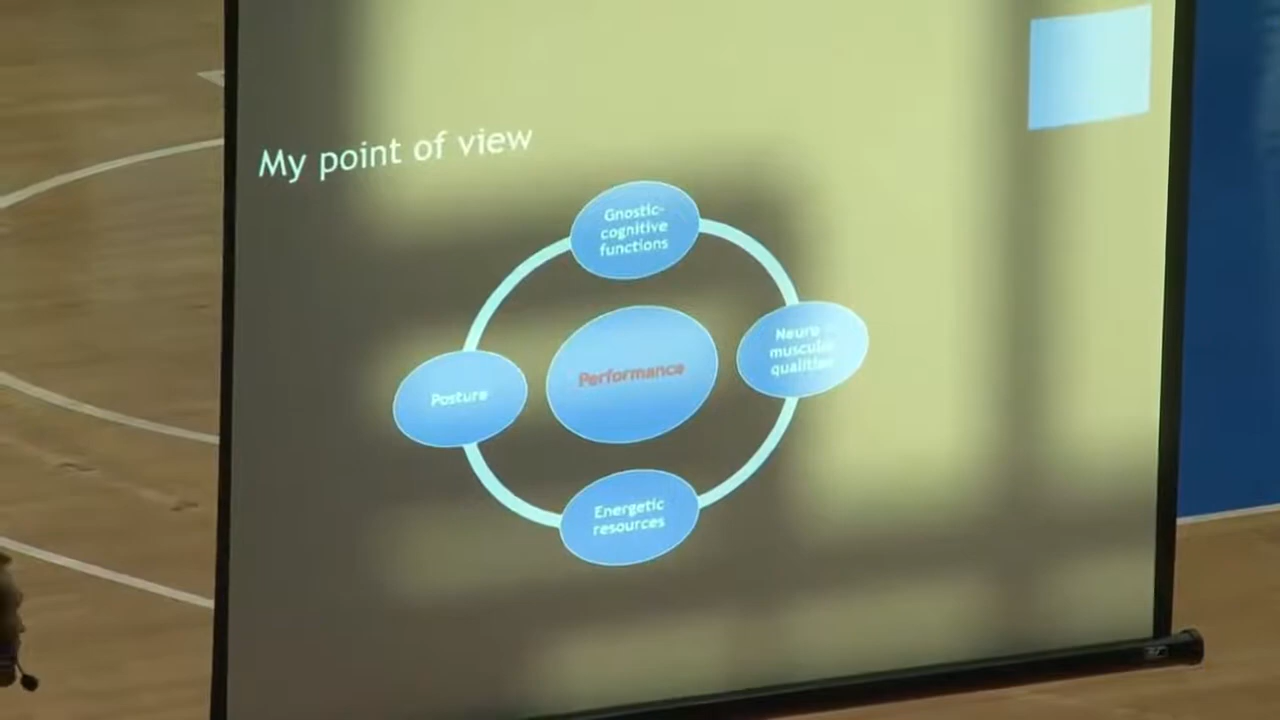 My point of view
Gnostic-
cognitive
functions
Neuro
muscular
qualities
Performance
Posture
Energetic
resources